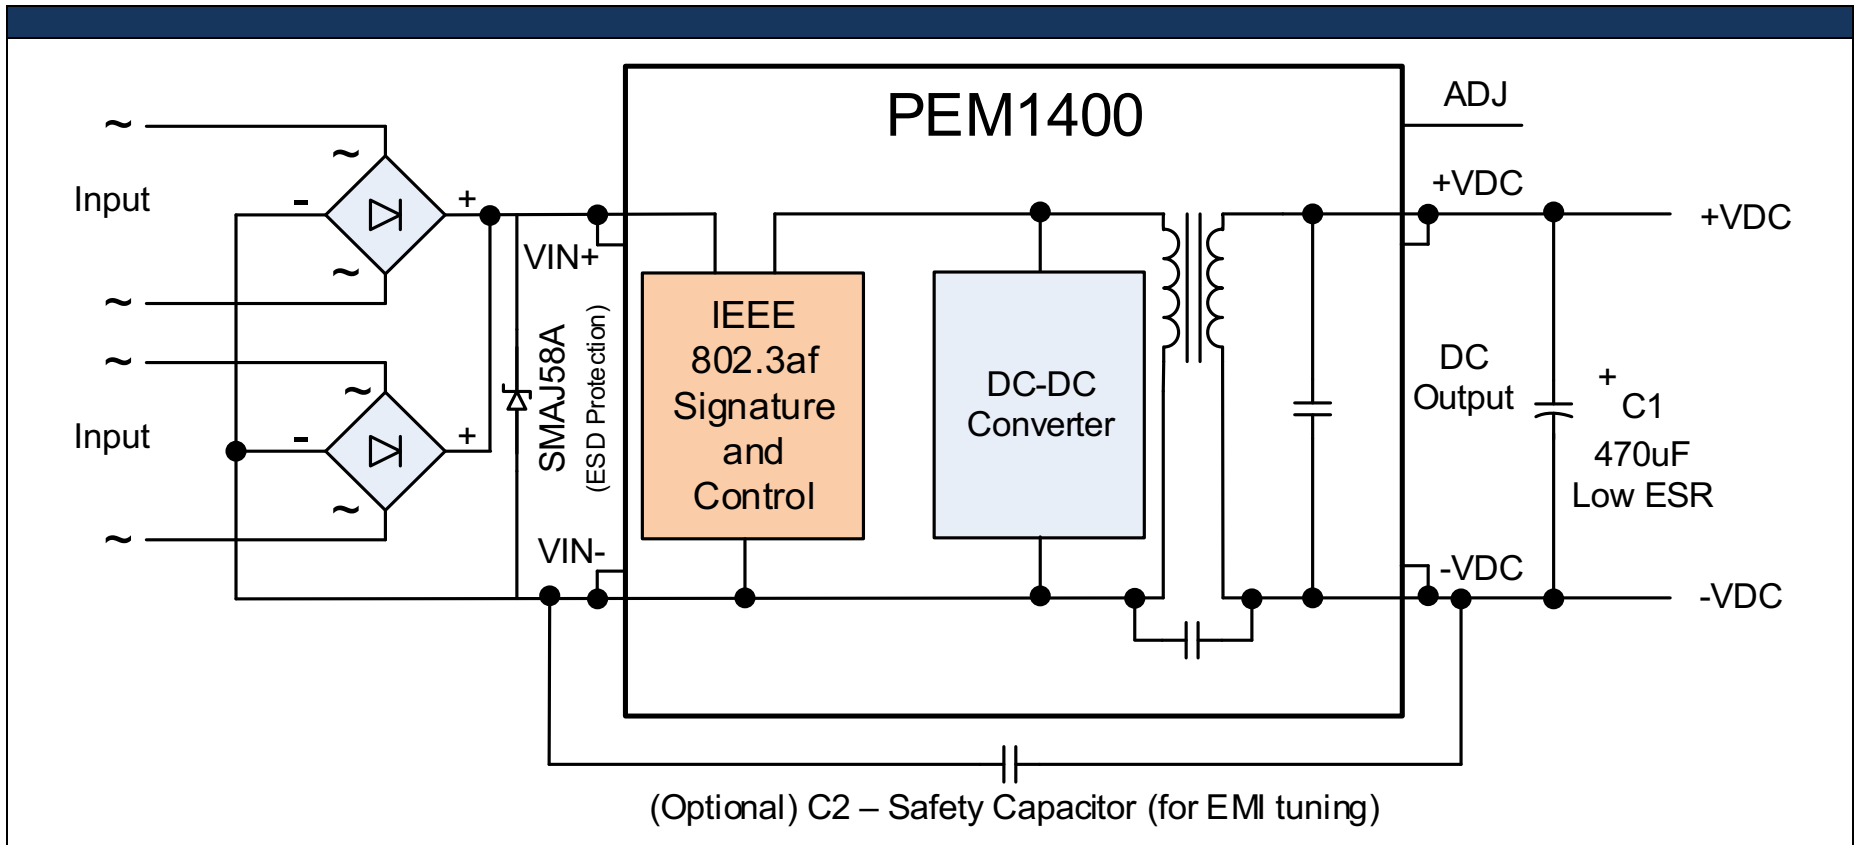 PEM1400
ADJ
~
~
Input
-
+
~
~
VIN+
+VDC
+VDC
~
~
Input
-
+
~
~
SMAJ58A
(ESD Protection)
IEEE
802.3af
Signature
and
Control
DC-DC
Converter
DC
Output
+
C1
470uF
Low ESR
VIN-
-VDC
-VDC
(Optional) C2 – Safety Capacitor (for EMI tuning)